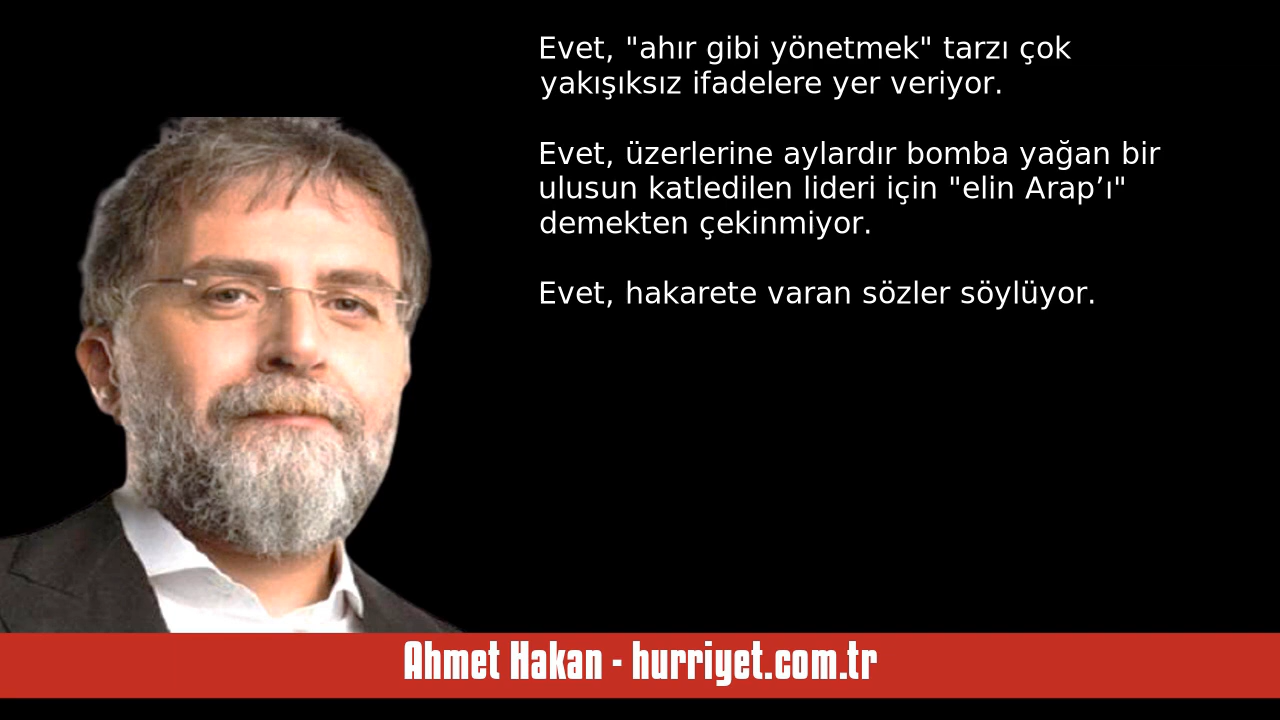 Evet, "ahır gibi yönetmek" tarzı çok
yakışıksız ifadelere yer veriyor.
Evet, üzerlerine aylardır bomba yağan bir
ulusun katledilen lideri için "elin Arap’ı"
demekten çekinmiyor.
Evet, hakarete varan sözler söylüyor.
Ahmet Hakan - hurriyet.com.tr